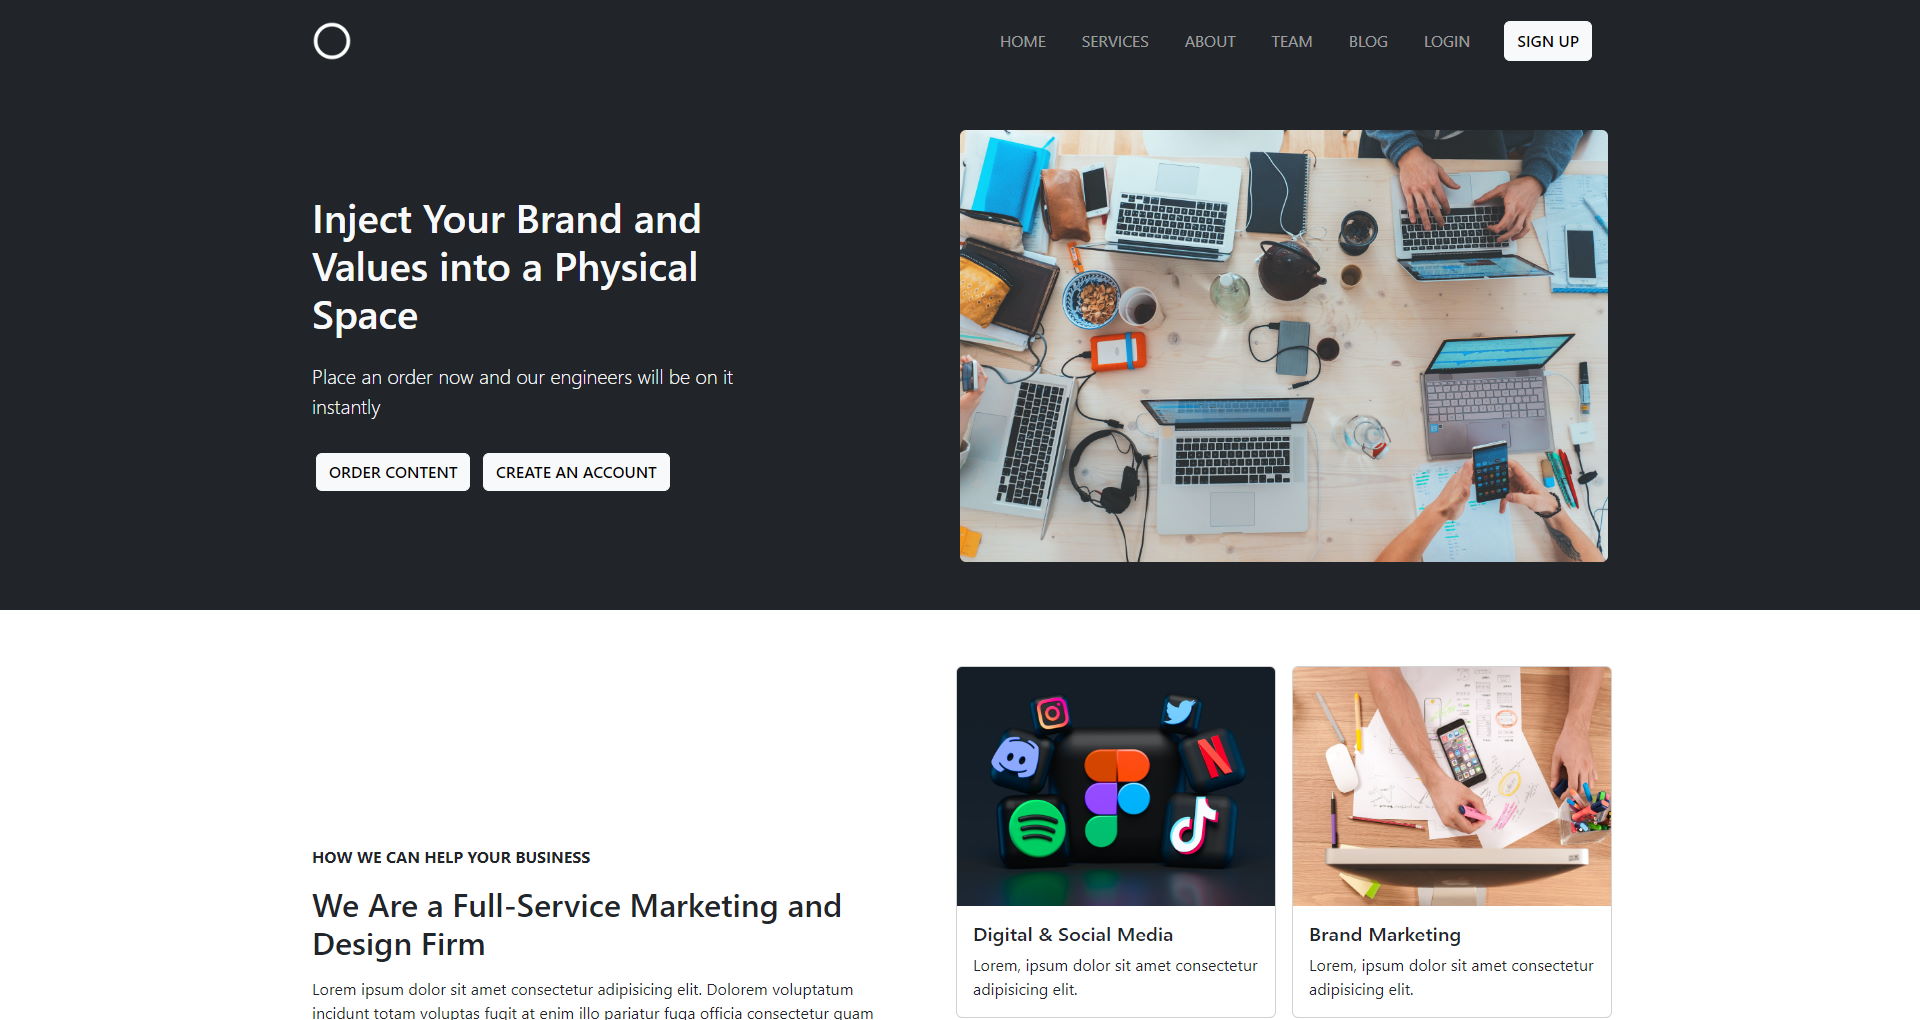 HOME SERVICES ABOUT TEAM BLOG LOGIN SIGN UP
Inject Your Brand and
Values into a Physical
Space
Place an order now and our engineers will be on it
instantly
ORDER CONTENT CREATE AN ACCOUNT
HOW WE CAN HELP YOUR BUSINESS
We Are a Full-Service Marketing and
Design Firm
Lorem ipsum dolor sit amet consectetur adipisicing elit. Dolorem voluptatum
incidunt totam voluptas fugit at enim illo pariatur fuga officia consectetur quam
Digital & Social Media
Lorem, ipsum dolor sit amet consectetur
adipisicing elit.
Brand Marketing
Lorem, ipsum dolor sit amet consectetur
adipisicing elit.